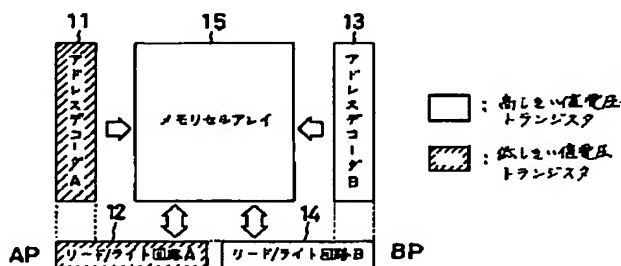 11
15
13
アドレスデコーダA
メモリセルアレイ
アドレスデコーダB
: 高しきい値電圧トランジスタ
: 低しきい値電圧トランジスタ
12
14
AP
リード/ライト回路A
リード/ライト回路B
BP